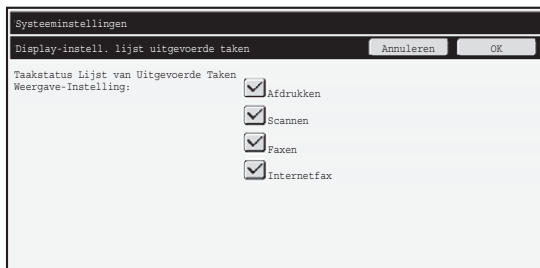 Systeeminstellingen
Display-instell. lijst uitgevoerde taken
Annuleren
OK
Taakstatus Lijst van Uitgevoerde Taken
Weergave-Instelling:
Afdrukken
Scannen
Faxen
Internetfax